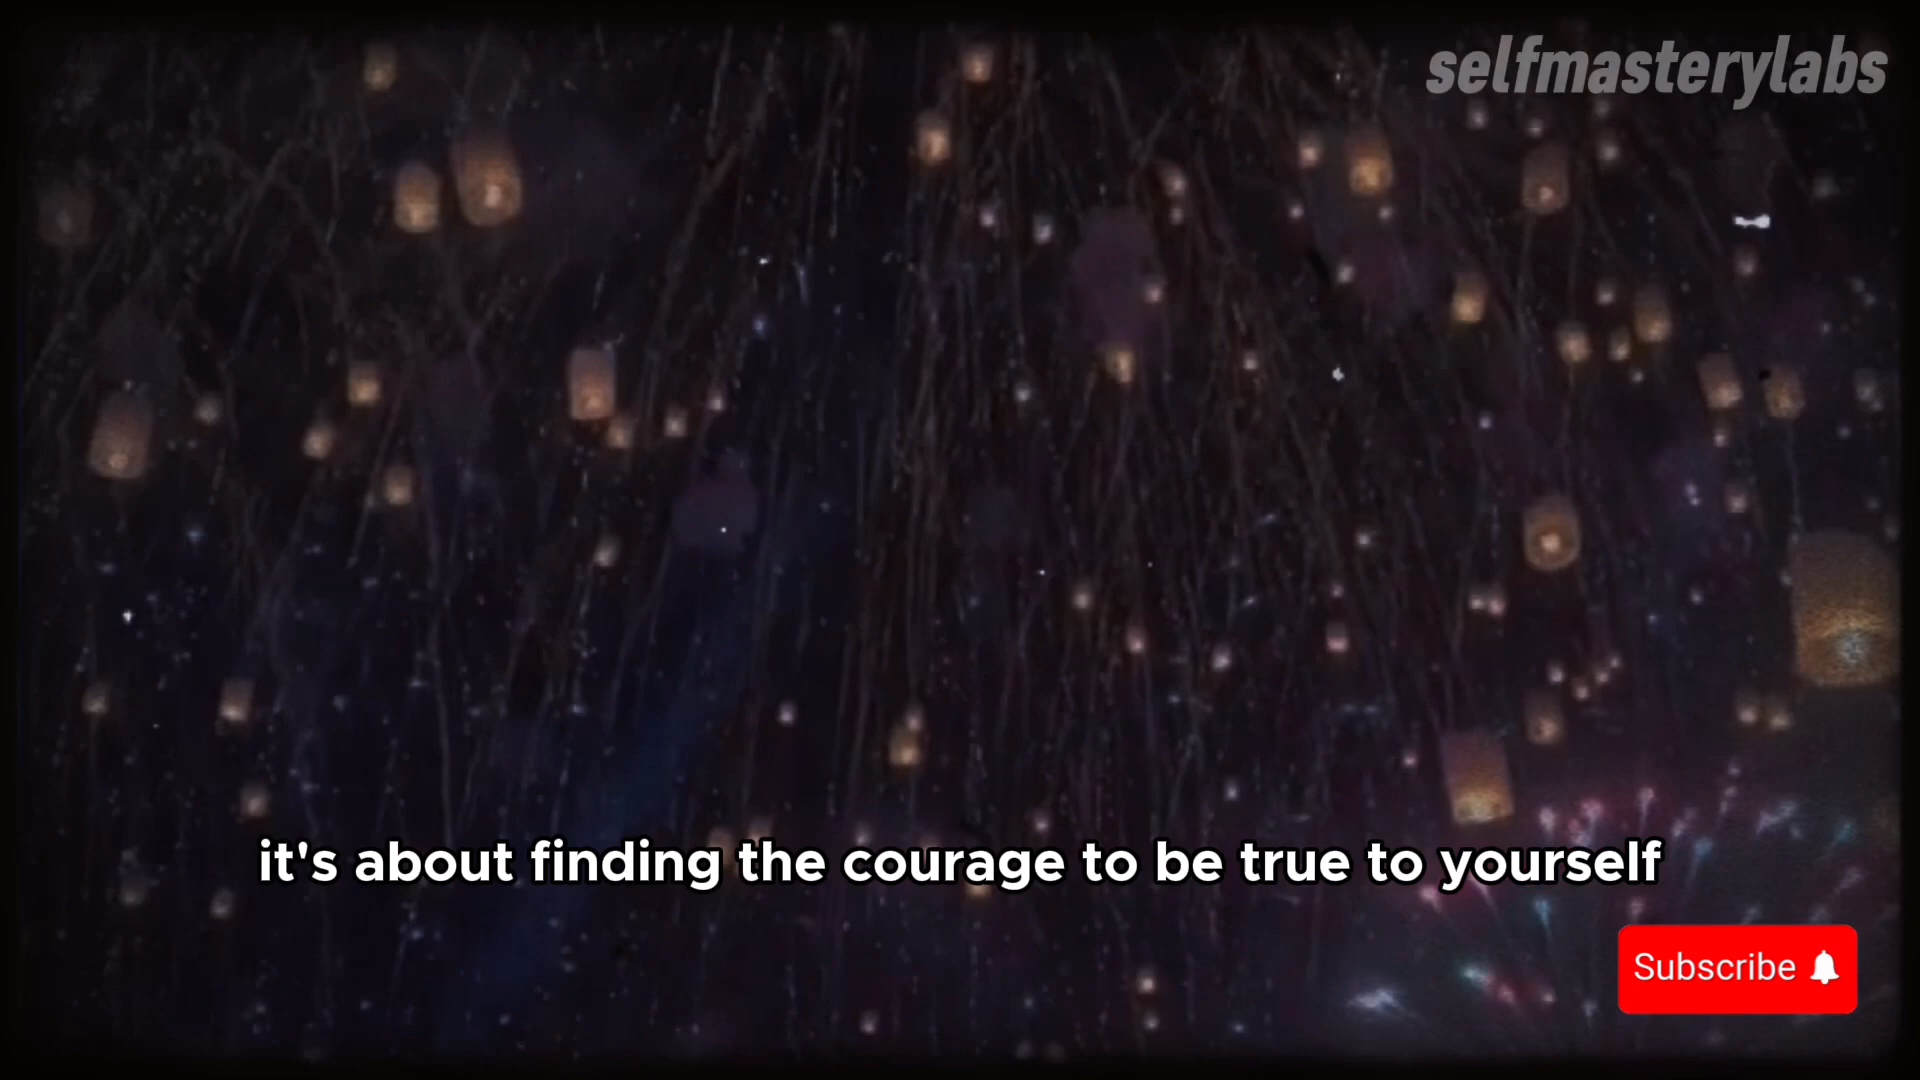 selfmasterylabs
it's about finding the courage to be true to yourself
Subscribe